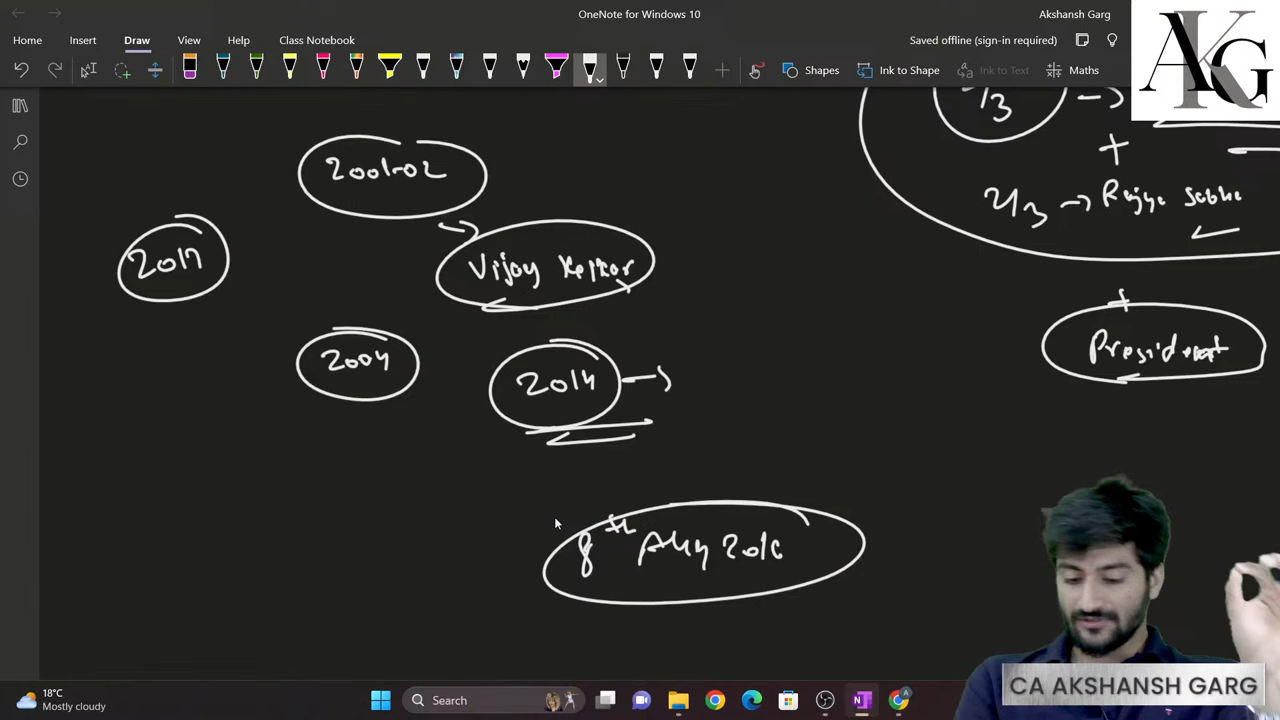 OneNote for Windows 10
Akshansh Garg
Home Insert Draw View Help Class Notebook
Saved offline (sign-in required)
Shapes Ink to Shape Ink to Text Maths
AKG
2/3
+
2001-02
2/3 → Rajya Sabha
2017
Vijay Kelkar
+
President
2004
2014 →
8th Aug 2016
CA AKSHANSH GARG
18°C
Mostly cloudy
Search